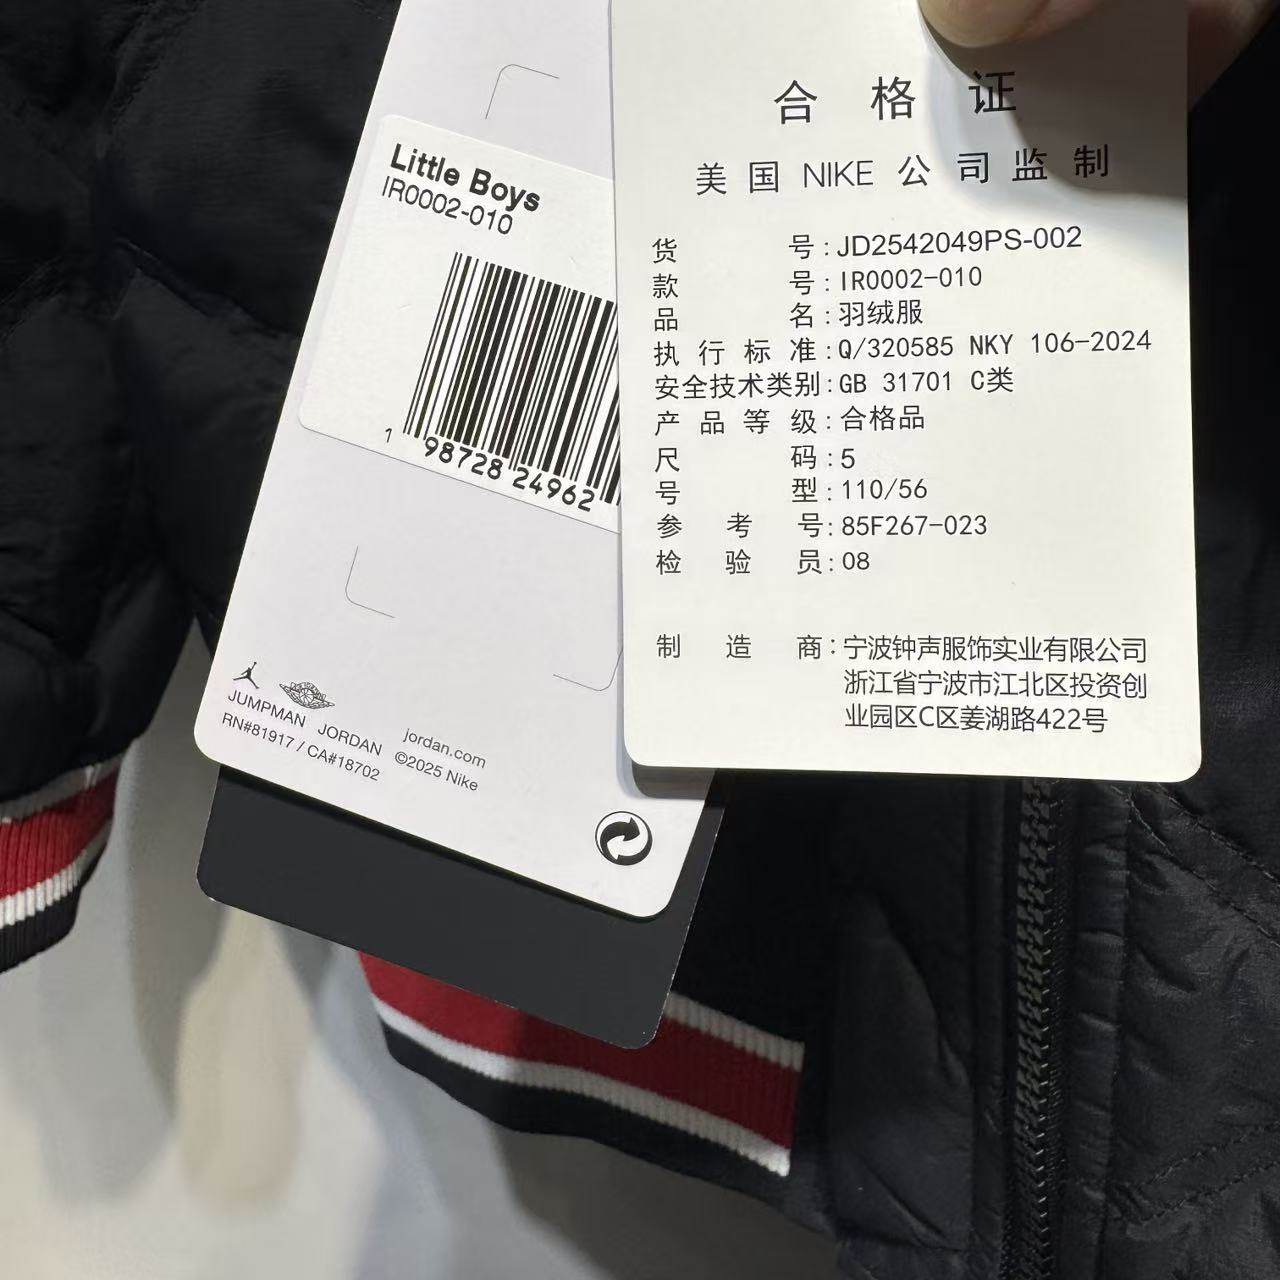 Little Boys
IR0002-010
1 98728 24962
JUMPMAN JORDAN
RN#81917 / CA#18702
jordan.com
©2025 Nike
合格证
美国NIKE公司监制
货号:JD2542049PS-002
款号:IR0002-010
品名:羽绒服
执行标准:Q/320585 NKY 106-2024
安全技术类别:GB 31701 C类
产品等级:合格品
尺码:5
号型:110/56
参考号:85F267-023
检验员:08
制造商:宁波钟声服饰实业有限公司
浙江省宁波市江北区投资创
业园区C区姜湖路422号